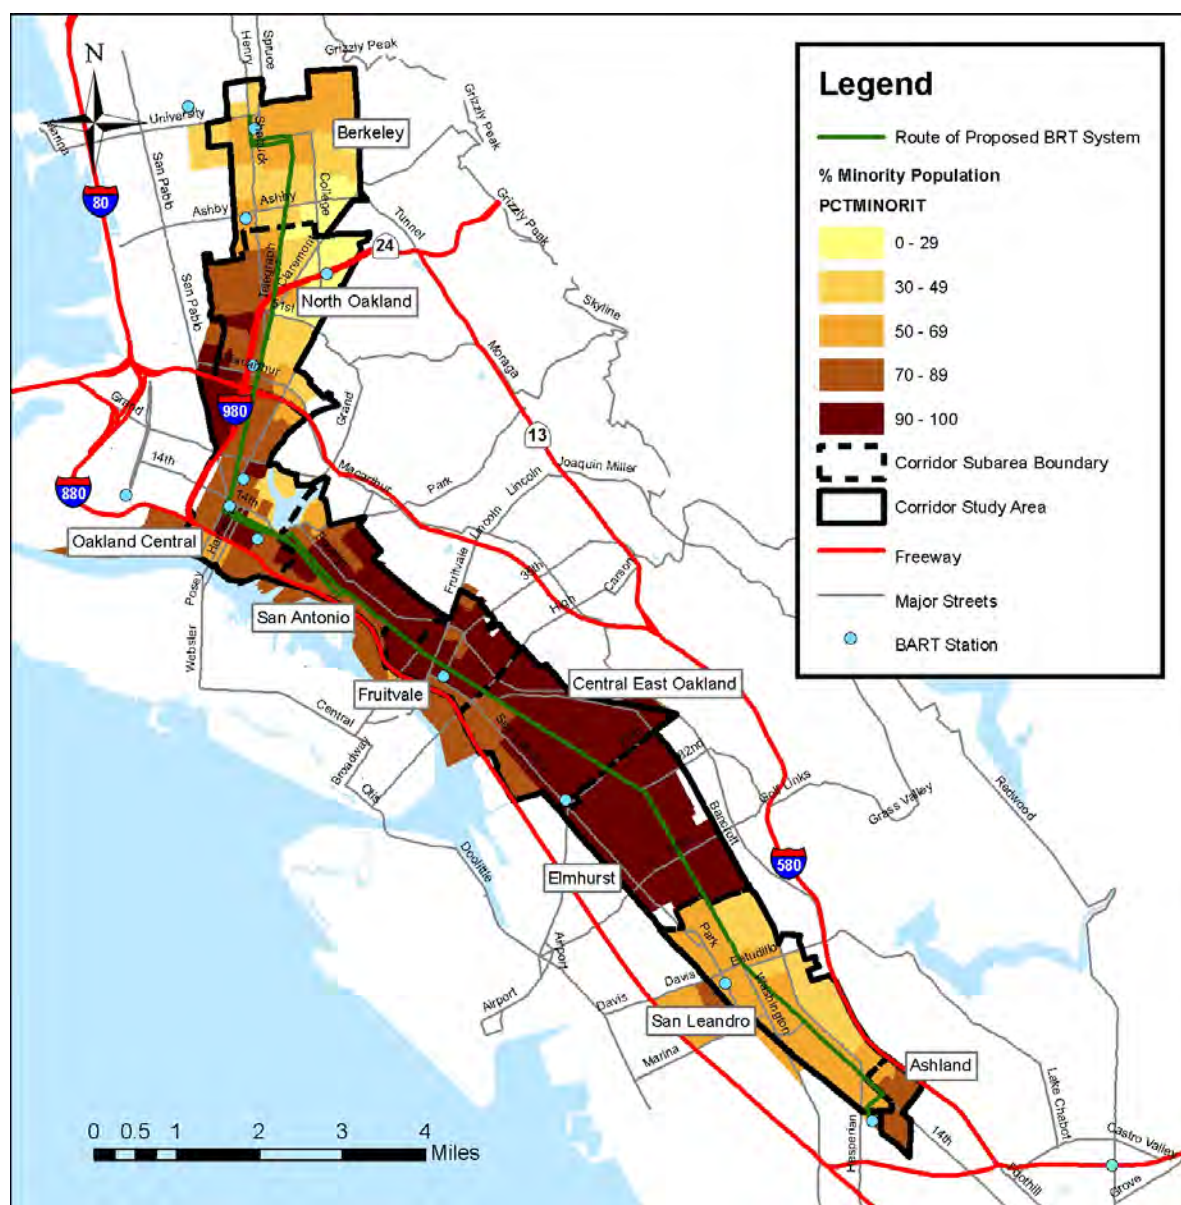 N
Grizzly Peak
Henry
Spruce
Grizzly Peak
University
Marina
Shattuck
Berkeley
San Pablo
College
80
Ashby
Ashby
Tunnel
Grizzly Peak
24
Telegraph
Claremont
San Pablo
51st
North Oakland
Skyline
Moraga
Macarthur
Grand
980
Grand
13
14th
Macarthur
Park
Lincoln
Joaquin Miller
880
14th
Lincoln
Oakland Central
Fruitvale
35th
Carson
High
Posey
San Antonio
Webster
Fruitvale
Central East Oakland
Central
Broadway
Otis
82nd
Golf Links
Grass Valley
Redwood
Bancroft
Doolittle
Elmhurst
580
Park
Airport
Estudillo
Davis
Airport
Davis
Washington
San Leandro
Marina
Ashland
Lake Chabot
Hesperian
14th
Castro Valley
Foothill
Grove
0 0.5 1 2 3 4
Miles
Legend
Route of Proposed BRT System
% Minority Population
PCTMINORIT
0 - 29
30 - 49
50 - 69
70 - 89
90 - 100
Corridor Subarea Boundary
Corridor Study Area
Freeway
Major Streets
BART Station